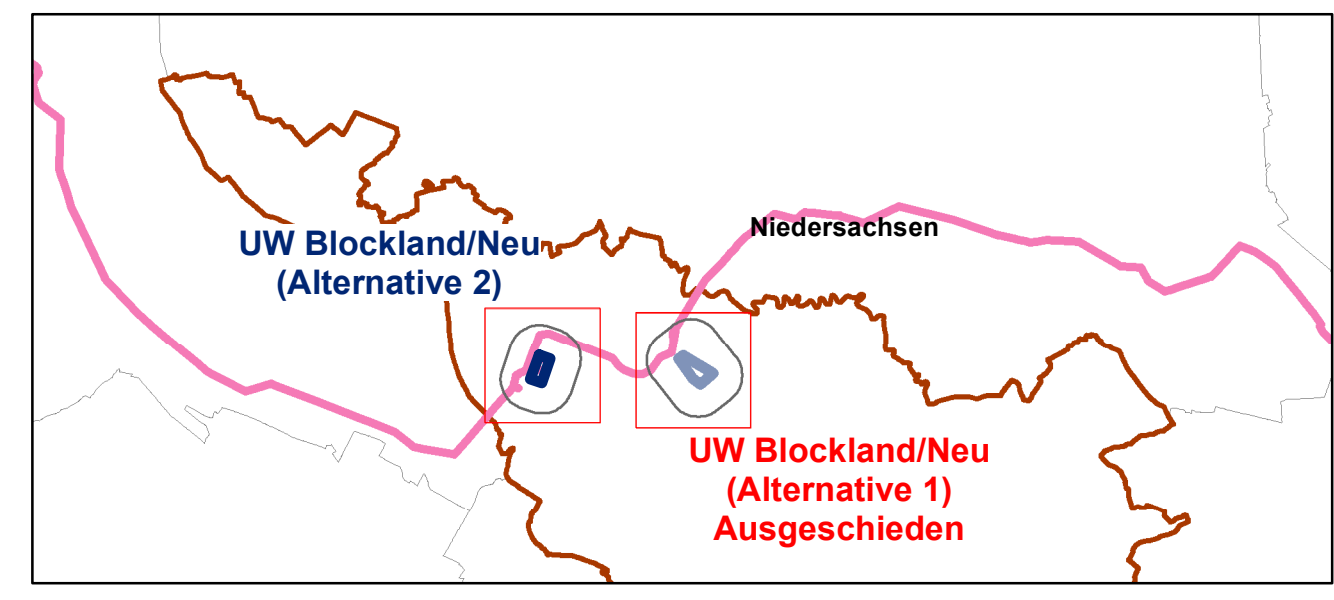 Niedersachsen
UW Blockland/Neu
(Alternative 2)
UW Blockland/Neu
(Alternative 1)
Ausgeschieden